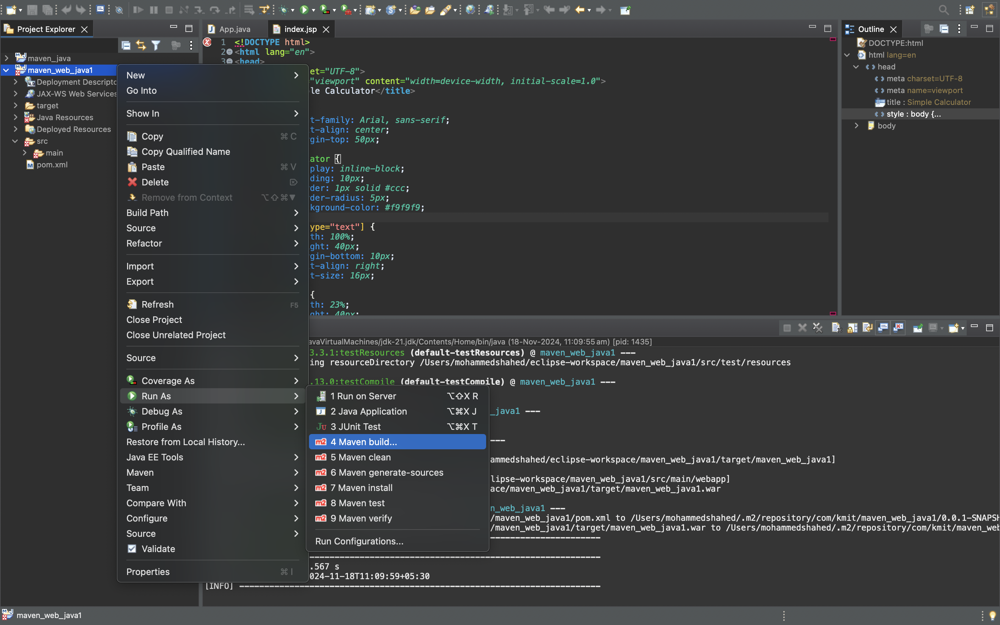 Project Explorer
maven_java
maven_web_java1
Deployment Descripto
JAX-WS Web Services
target
Java Resources
Deployed Resources
src
main
pom.xml
New
Go Into
Show In
Copy ⌘ C
Copy Qualified Name
Paste ⌘ V
Delete ⌦
Remove from Context ⌥⇧⌘▼
Build Path
Source
Refactor
Import
Export
Refresh F5
Close Project
Close Unrelated Project
Source
Coverage As
Run As
Debug As
Profile As
Restore from Local History...
Java EE Tools
Maven
Team
Compare With
Configure
Source
Validate
Properties ⌘ I
1 Run on Server ⌥⇧X R
2 Java Application ⌥⌘X J
3 JUnit Test ⌥⌘X T
4 Maven build...
5 Maven clean
6 Maven generate-sources
7 Maven install
8 Maven test
9 Maven verify
Run Configurations...
App.java
index.jsp
1 <!DOCTYPE html>
2 <html lang="en">
3 <head>
et="UTF-8">
"viewport" content="width=device-width, initial-scale=1.0">
le Calculator</title>
t-family: Arial, sans-serif;
t-align: center;
gin-top: 50px;
ator {
play: inline-block;
ding: 10px;
der: 1px solid #ccc;
der-radius: 5px;
kground-color: #f9f9f9;
ype="text"] {
th: 100%;
ght: 40px;
gin-bottom: 10px;
t-align: right;
t-size: 16px;
{
th: 23%;
ght: 40px;
avaVirtualMachines/jdk-21.jdk/Contents/Home/bin/java (18-Nov-2024, 11:09:55 am) [pid: 1435]
3.3.1:testResources (default-testResources) @ maven_web_java1 ---
ing resourceDirectory /Users/mohammedshahed/eclipse-workspace/maven_web_java1/src/test/resources
.13.0:testCompile (default-testCompile) @ maven_web_java1 ---
_java1 ---
---
ammedshahed/eclipse-workspace/maven_web_java1/target/maven_web_java1]
lipse-workspace/maven_web_java1/src/main/webapp]
ace/maven_web_java1/target/maven_web_java1.war
n_web_java1 ---
/maven_web_java1/pom.xml to /Users/mohammedshahed/.m2/repository/com/kmit/maven_web_java1/0.0.1-SNAPSH
/maven_web_java1/target/maven_web_java1.war to /Users/mohammedshahed/.m2/repository/com/kmit/maven_web
----------------------
----------------------------------------------------------
.567 s
024-11-18T11:09:59+05:30
[INFO] ------------------------------------------------------------------------
Outline
DOCTYPE:html
html lang=en
head
meta charset=UTF-8
meta name=viewport
title : Simple Calculator
style : body {...
body
maven_web_java1